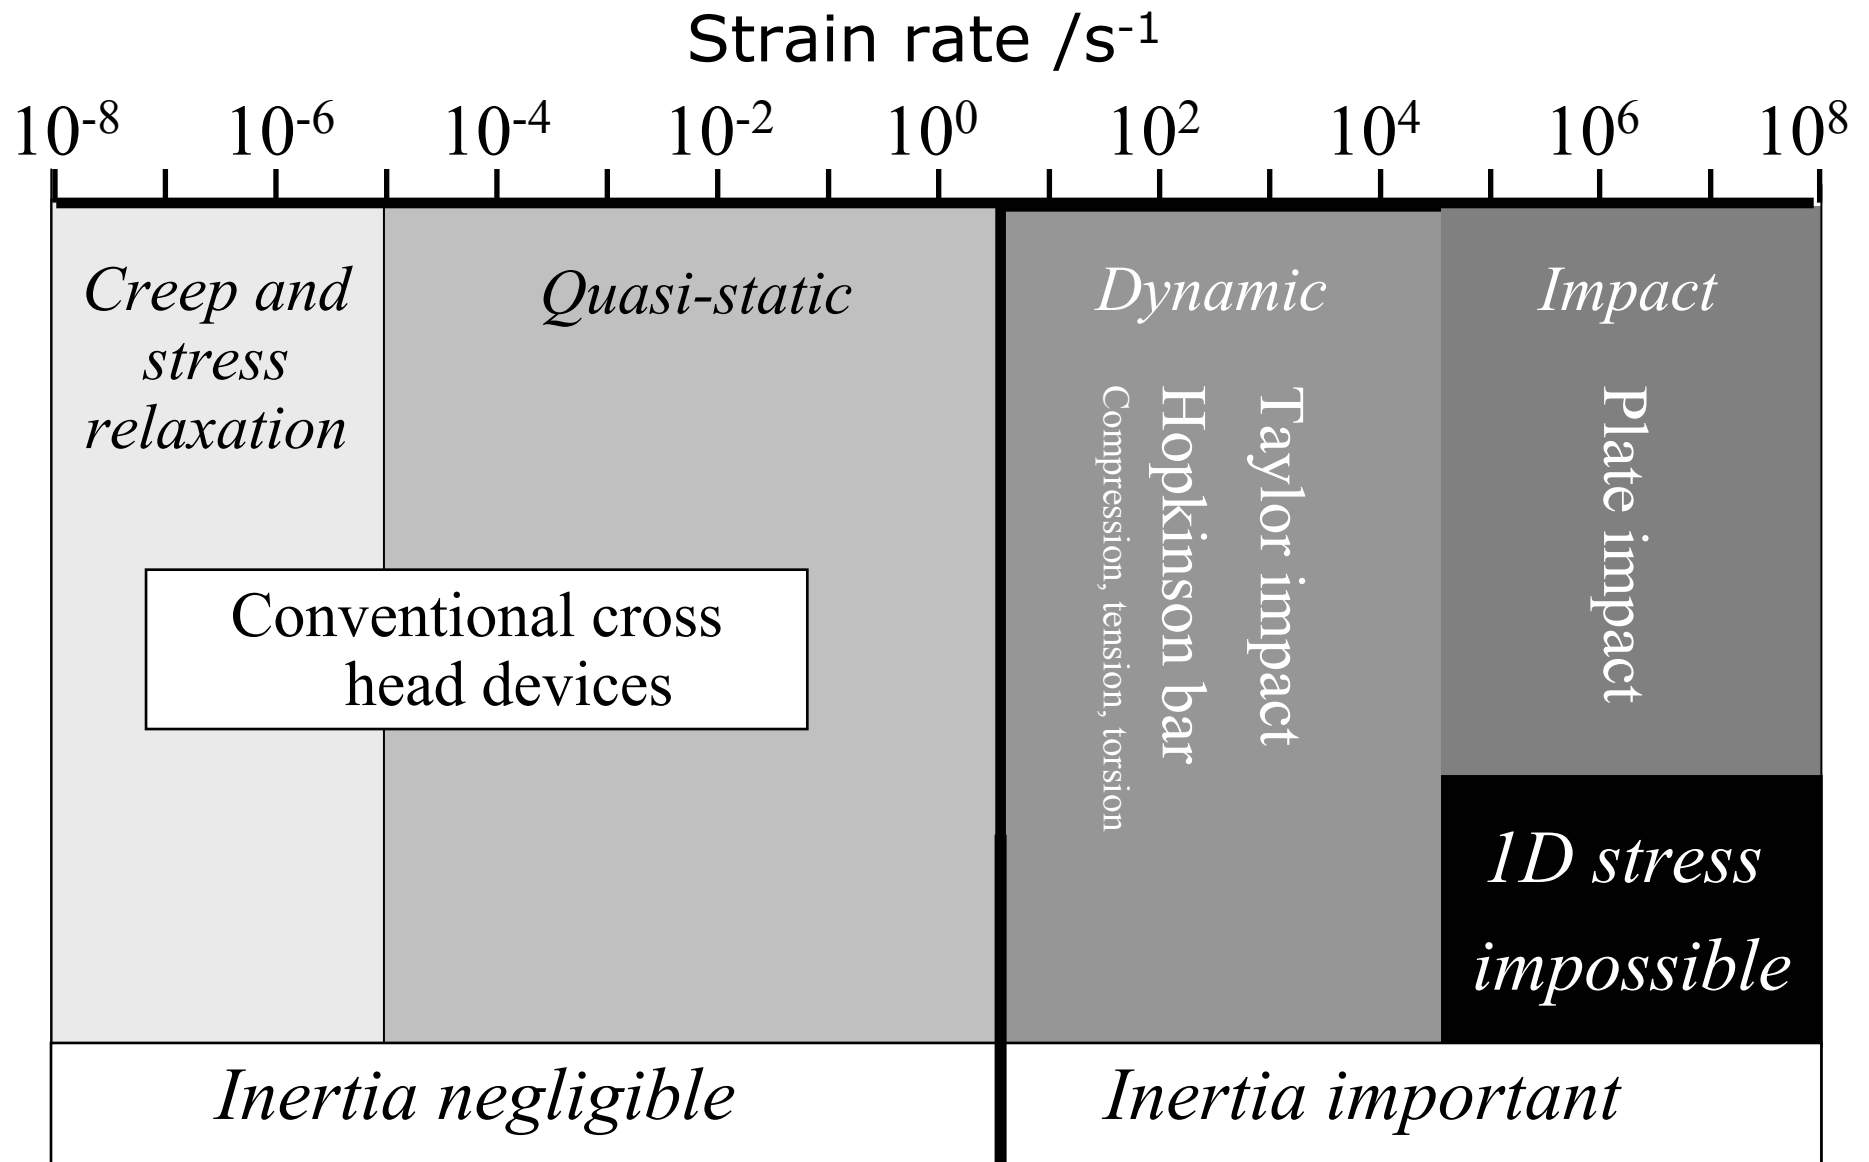 Strain rate /s⁻¹
10⁻⁸ 10⁻⁶ 10⁻⁴ 10⁻² 10⁰ 10² 10⁴ 10⁶ 10⁸
Creep and
stress
relaxation
Quasi-static
Dynamic
Impact
Conventional cross
head devices
Taylor impact
Hopkinson bar
Compression, tension, torsion
Plate impact
1D stress
impossible
Inertia negligible
Inertia important